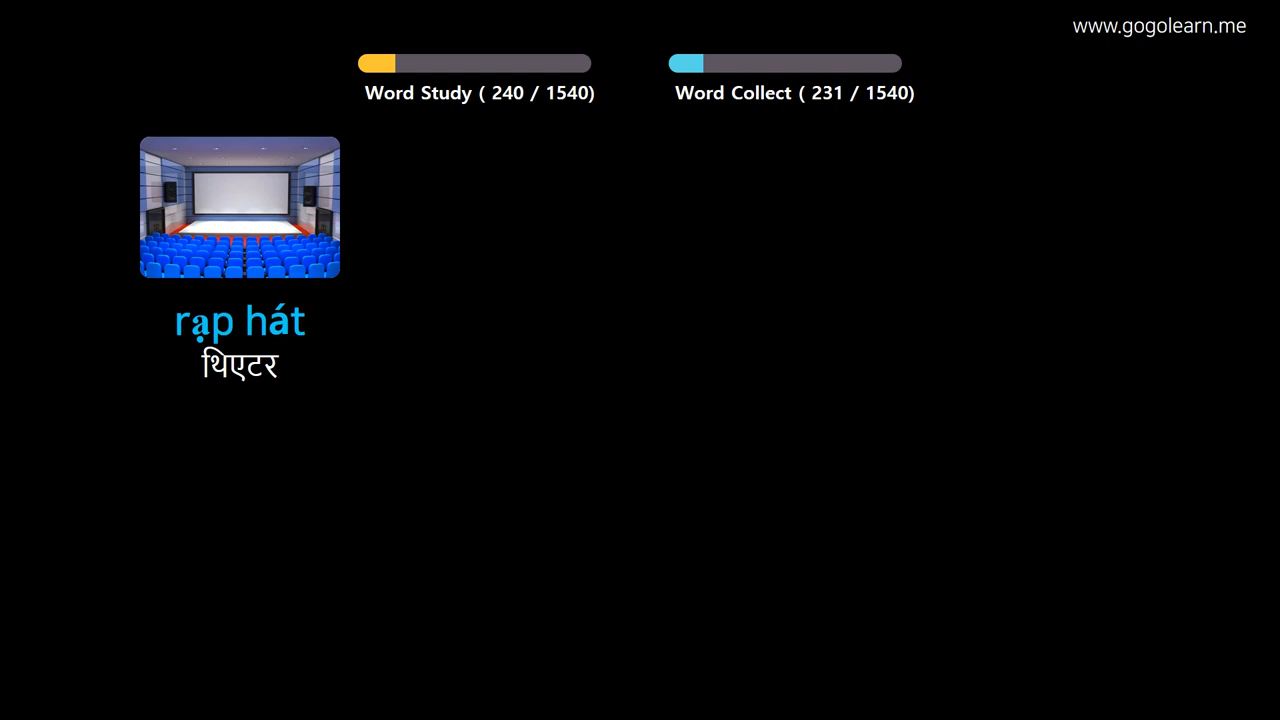 www.gogolearn.me
Word Study ( 240 / 1540)
Word Collect ( 231 / 1540)
rạp hát
थिएटर